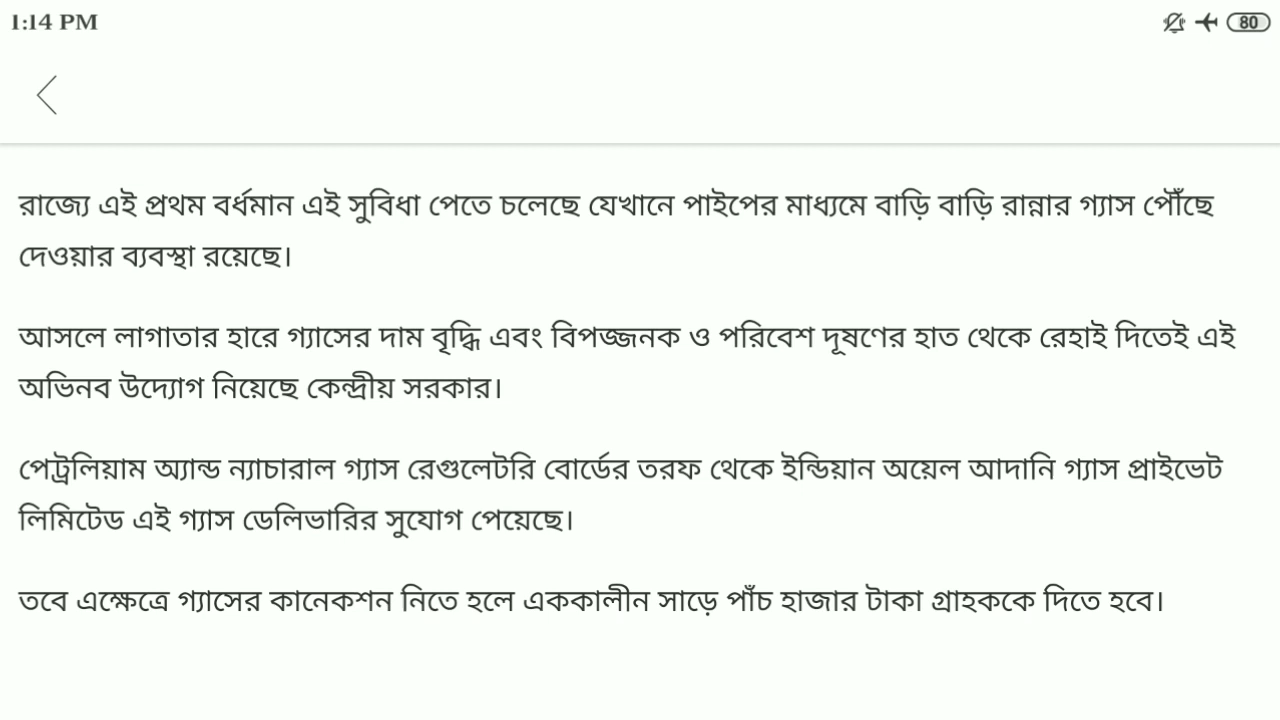 1:14 PM
80
রাজ্যে এই প্রথম বর্ধমান এই সুবিধা পেতে চলেছে যেখানে পাইপের মাধ্যমে বাড়ি বাড়ি রান্নার গ্যাস পৌঁছে
দেওয়ার ব্যবস্থা রয়েছে।
আসলে লাগাতার হারে গ্যাসের দাম বৃদ্ধি এবং বিপজ্জনক ও পরিবেশ দূষণের হাত থেকে রেহাই দিতেই এই
অভিনব উদ্যোগ নিয়েছে কেন্দ্রীয় সরকার।
পেট্রলিয়াম অ্যান্ড ন্যাচারাল গ্যাস রেগুলেটরি বোর্ডের তরফ থেকে ইন্ডিয়ান অয়েল আদানি গ্যাস প্রাইভেট
লিমিটেড এই গ্যাস ডেলিভারির সুযোগ পেয়েছে।
তবে এক্ষেত্রে গ্যাসের কানেকশন নিতে হলে এককালীন সাড়ে পাঁচ হাজার টাকা গ্রাহককে দিতে হবে।